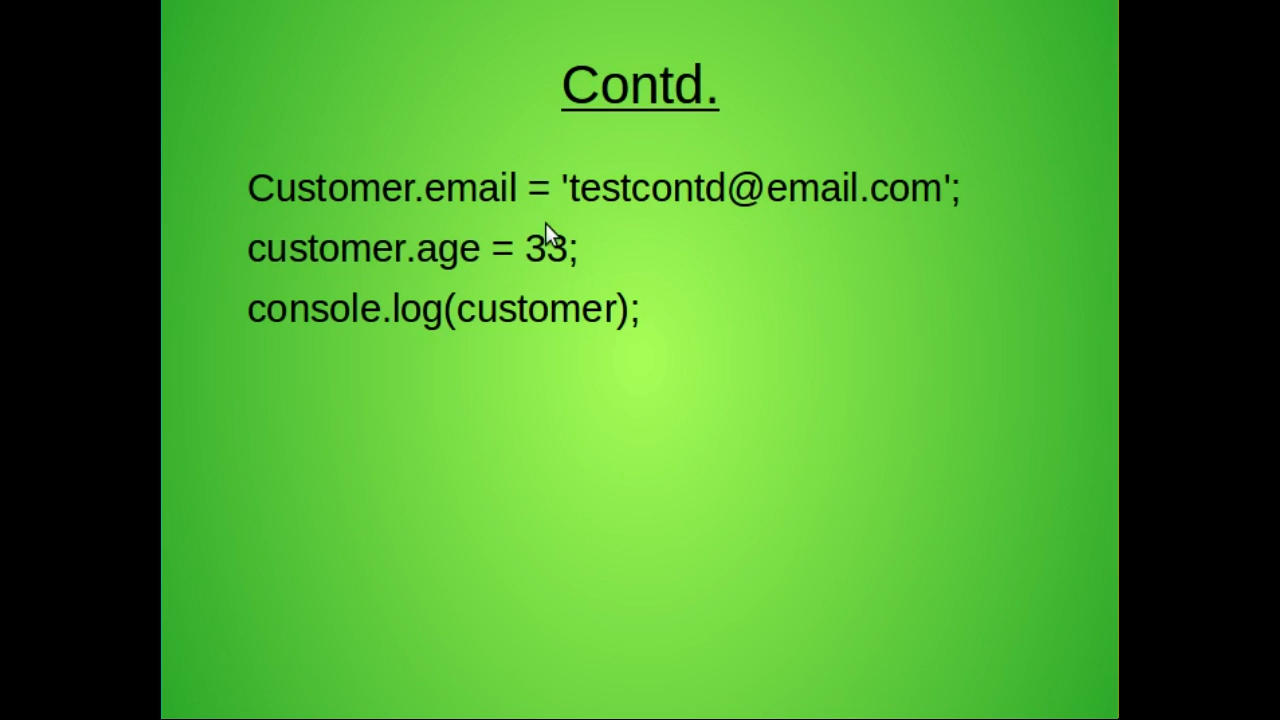 Contd.
Customer.email = 'testcontd@email.com';
customer.age = 33;
console.log(customer);